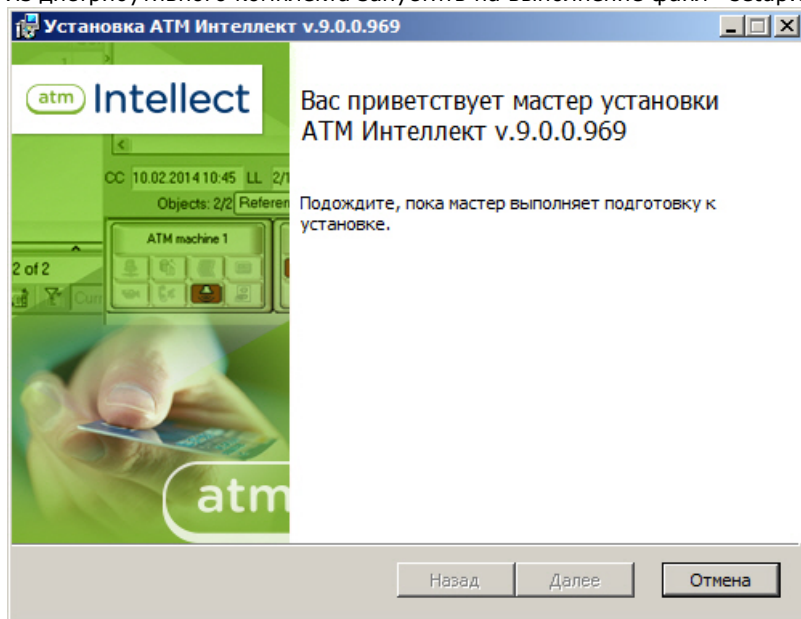 Установка АТМ Интеллект v.9.0.0.969
atm Intellect
Вас приветствует мастер установки
АТМ Интеллект v.9.0.0.969
CC 10.02.2014 10:45 LL
Objects: 2/2
Подождите, пока мастер выполняет подготовку к
установке.
ATM machine 1
2 of 2
atm
Назад
Далее
Отмена